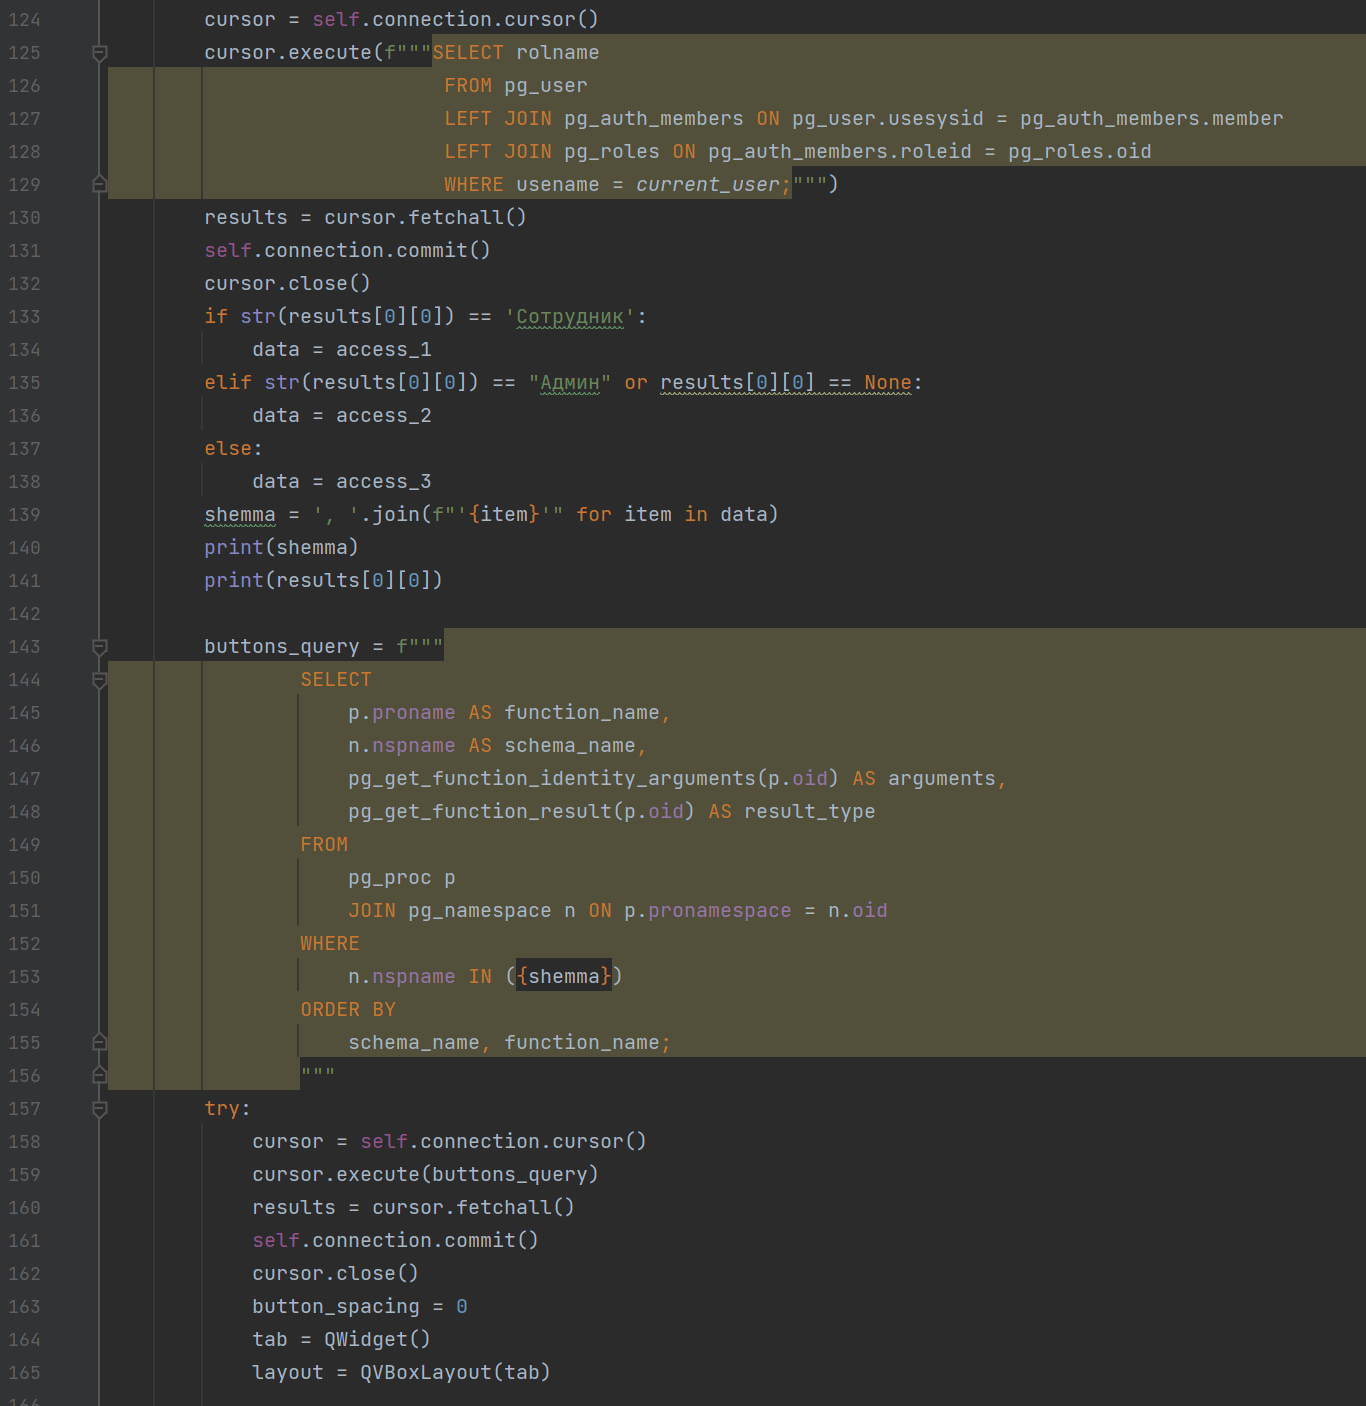 124 cursor = self.connection.cursor()
125 cursor.execute(f"""SELECT rolname
126 FROM pg_user
127 LEFT JOIN pg_auth_members ON pg_user.usesysid = pg_auth_members.member
128 LEFT JOIN pg_roles ON pg_auth_members.roleid = pg_roles.oid
129 WHERE usename = current_user;""")
130 results = cursor.fetchall()
131 self.connection.commit()
132 cursor.close()
133 if str(results[0][0]) == 'Сотрудник':
134 data = access_1
135 elif str(results[0][0]) == "Админ" or results[0][0] == None:
136 data = access_2
137 else:
138 data = access_3
139 shemma = ', '.join(f"'{item}'" for item in data)
140 print(shemma)
141 print(results[0][0])
142
143 buttons_query = f"""
144 SELECT
145 p.proname AS function_name,
146 n.nspname AS schema_name,
147 pg_get_function_identity_arguments(p.oid) AS arguments,
148 pg_get_function_result(p.oid) AS result_type
149 FROM
150 pg_proc p
151 JOIN pg_namespace n ON p.pronamespace = n.oid
152 WHERE
153 n.nspname IN ({shemma})
154 ORDER BY
155 schema_name, function_name;
156 """
157 try:
158 cursor = self.connection.cursor()
159 cursor.execute(buttons_query)
160 results = cursor.fetchall()
161 self.connection.commit()
162 cursor.close()
163 button_spacing = 0
164 tab = QWidget()
165 layout = QVBoxLayout(tab)
166